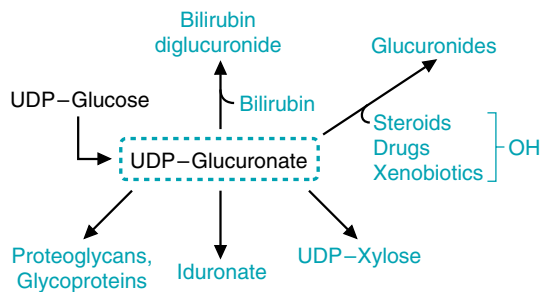 Bilirubin
diglucuronide
Glucuronides
UDP–Glucose
Bilirubin
Steroids
Drugs
Xenobiotics
OH
UDP–Glucuronate
Proteoglycans,
Glycoproteins
Iduronate
UDP–Xylose